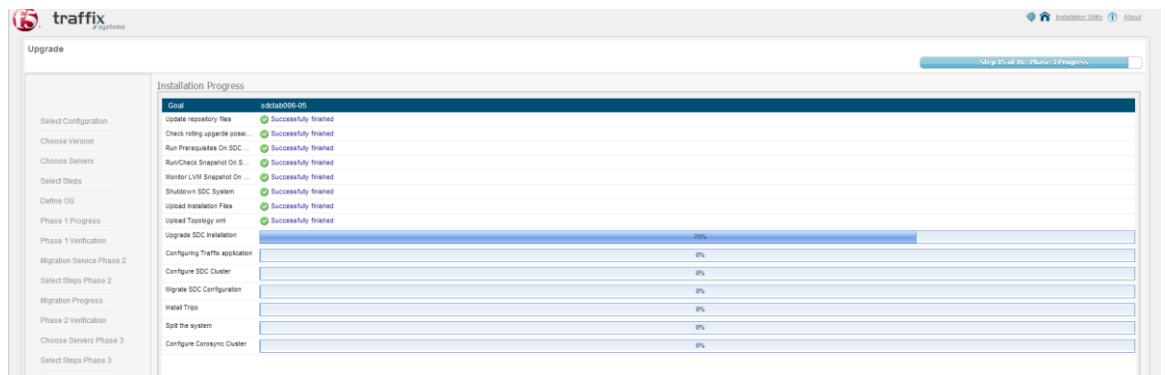 f5 traffix systems
Installation Utility About
Upgrade
Step 15 of 16: Phase 3 Progress
Installation Progress
Goal sdclab006-05
Update repository files Successfully finished
Check rolling upgarde possi... Successfully finished
Run Prerequisites On SDC ... Successfully finished
Run/Check Snapshot On S... Successfully finished
Monitor LVM Snapshot On ... Successfully finished
Shutdown SDC System Successfully finished
Upload Installation Files Successfully finished
Upload Topology xml Successfully finished
Upgrade SDC Installation 75%
Configuring Traffix application 0%
Configure SDC Cluster 0%
Migrate SDC Configuration 0%
Install Tripo 0%
Split the system 0%
Configure Corosync Cluster 0%
Select Configuration
Choose Version
Choose Servers
Select Steps
Define OS
Phase 1 Progress
Phase 1 Verification
Migration Service Phase 2
Select Steps Phase 2
Migration Progress
Phase 2 Verification
Choose Servers Phase 3
Select Steps Phase 3